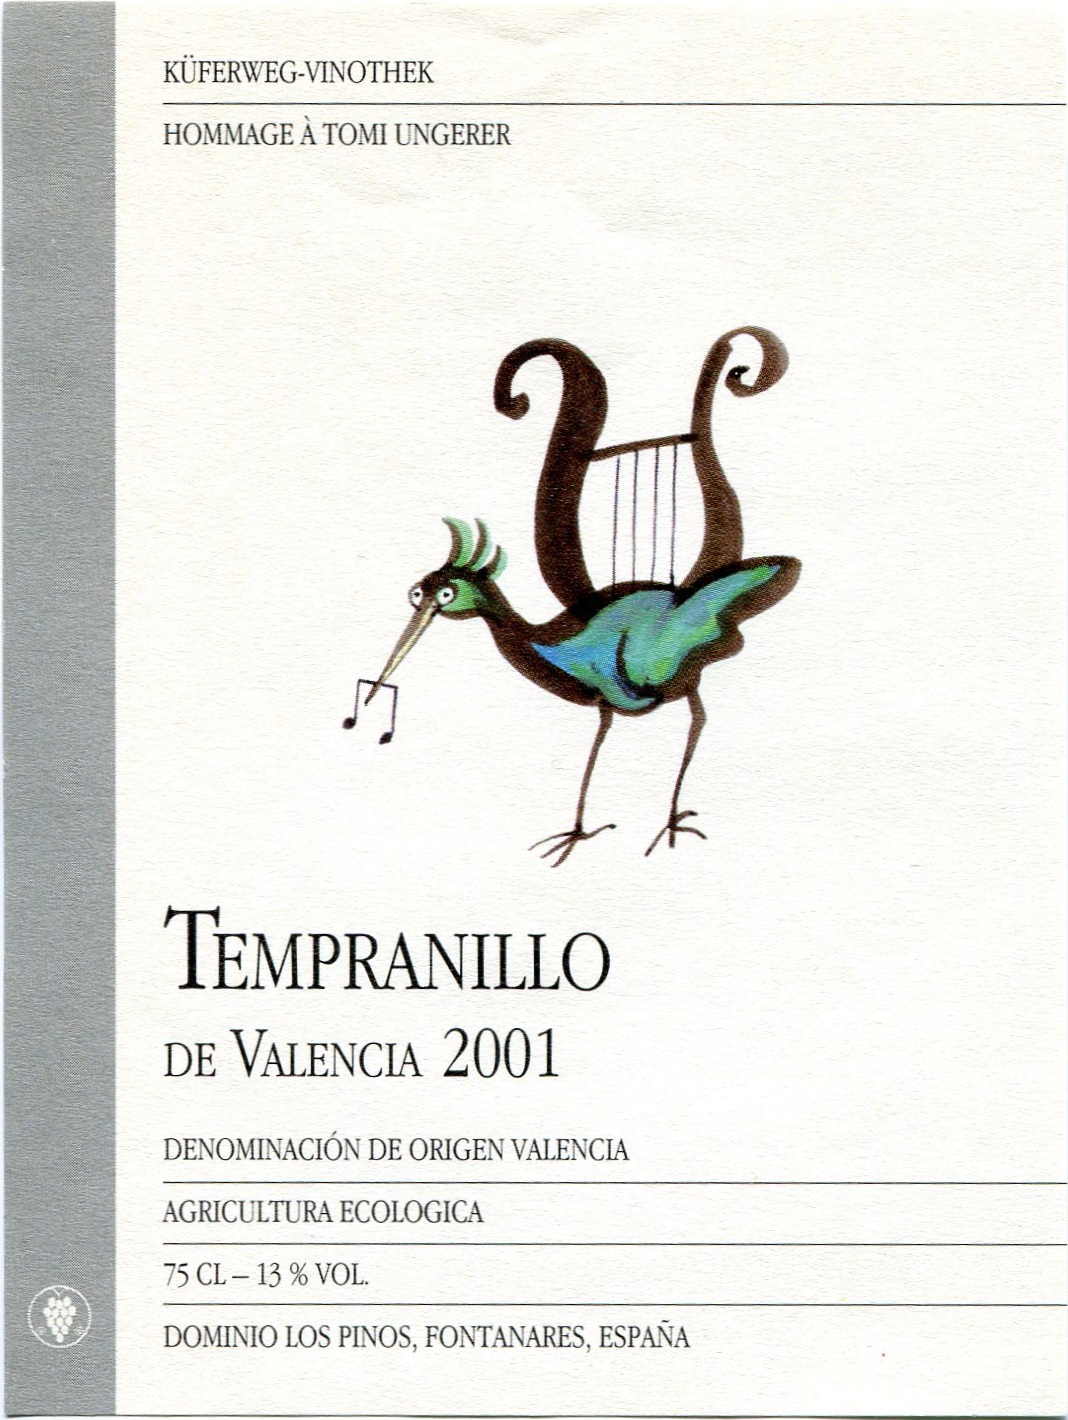 KÜFERWEG-VINOTHEK
HOMMAGE À TOMI UNGERER
TEMPRANILLO
DE VALENCIA 2001
DENOMINACIÓN DE ORIGEN VALENCIA
AGRICULTURA ECOLOGICA
75 CL – 13 % VOL.
DOMINIO LOS PINOS, FONTANARES, ESPAÑA